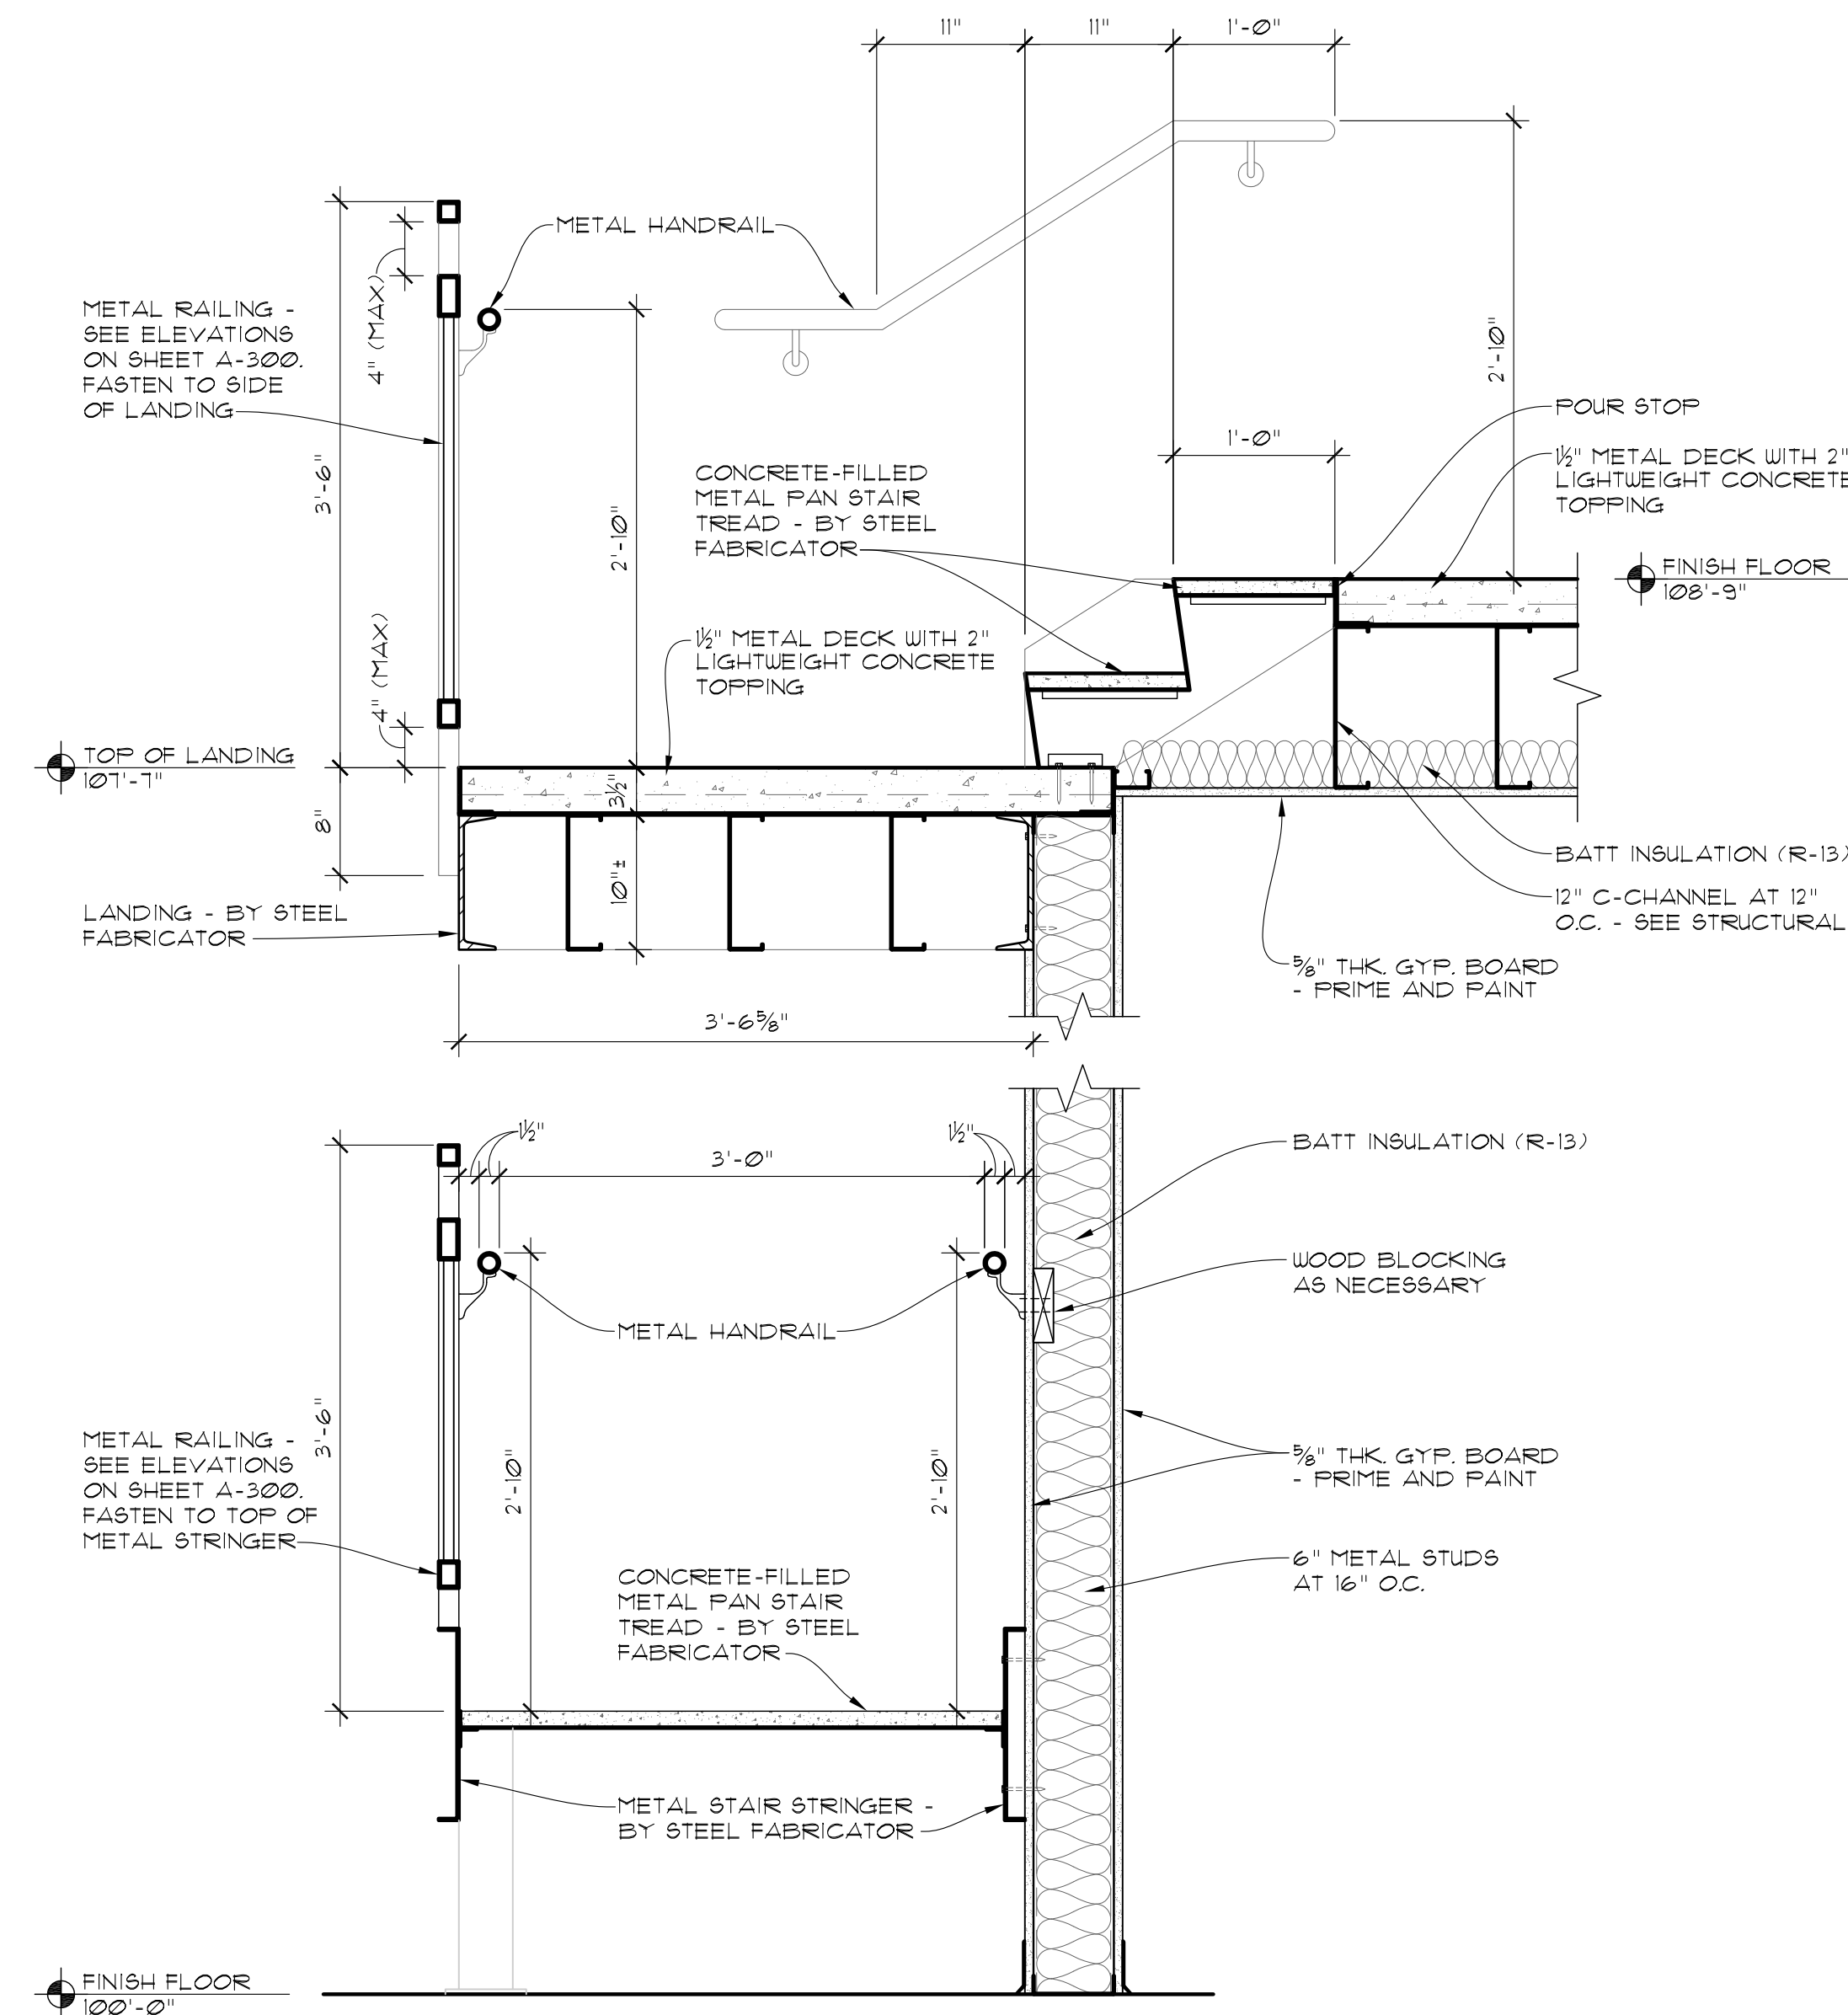 11"
11"
1'-0"
METAL HANDRAIL
METAL RAILING -
SEE ELEVATIONS
ON SHEET A-300.
FASTEN TO SIDE
OF LANDING
3'-6"
4" (MAX)
2'-10"
2'-10"
POUR STOP
1'-0"
1½" METAL DECK WITH 2"
LIGHTWEIGHT CONCRETE
TOPPING
CONCRETE-FILLED
METAL PAN STAIR
TREAD - BY STEEL
FABRICATOR
FINISH FLOOR
108'-9"
4" (MAX)
1½" METAL DECK WITH 2"
LIGHTWEIGHT CONCRETE
TOPPING
TOP OF LANDING
107'-7"
8"
3½"
10"±
BATT INSULATION (R-13)
12" C-CHANNEL AT 12"
O.C. - SEE STRUCTURAL
LANDING - BY STEEL
FABRICATOR
5/8" THK. GYP. BOARD
- PRIME AND PAINT
3'-6 5/8"
1½"
3'-0"
1½"
BATT INSULATION (R-13)
WOOD BLOCKING
AS NECESSARY
METAL HANDRAIL
3'-6"
2'-10"
2'-10"
METAL RAILING -
SEE ELEVATIONS
ON SHEET A-300.
FASTEN TO TOP OF
METAL STRINGER
5/8" THK. GYP. BOARD
- PRIME AND PAINT
6" METAL STUDS
AT 16" O.C.
CONCRETE-FILLED
METAL PAN STAIR
TREAD - BY STEEL
FABRICATOR
METAL STAIR STRINGER -
BY STEEL FABRICATOR
FINISH FLOOR
100'-0"